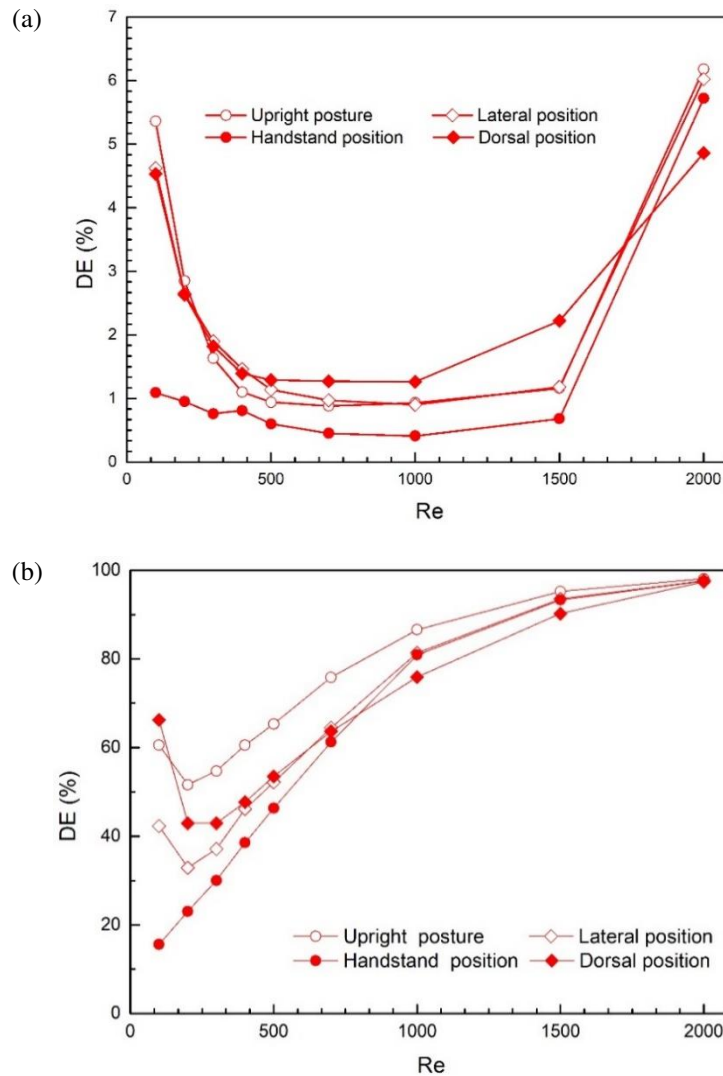 (a)
7
6
Upright posture Lateral position
Handstand position Dorsal position
5
4
DE (%)
3
2
1
0
0 500 1000 1500 2000
Re
(b)
100
80
60
DE (%)
40
20
Upright posture Lateral position
Handstand position Dorsal position
0
0 500 1000 1500 2000
Re